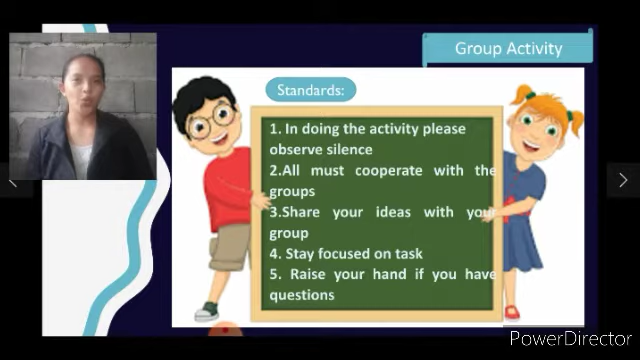 Group Activity
Standards:
1. In doing the activity please
observe silence
2.All must cooperate with the
groups
3.Share your ideas with your
group
4. Stay focused on task
5. Raise your hand if you have
questions
PowerDirector